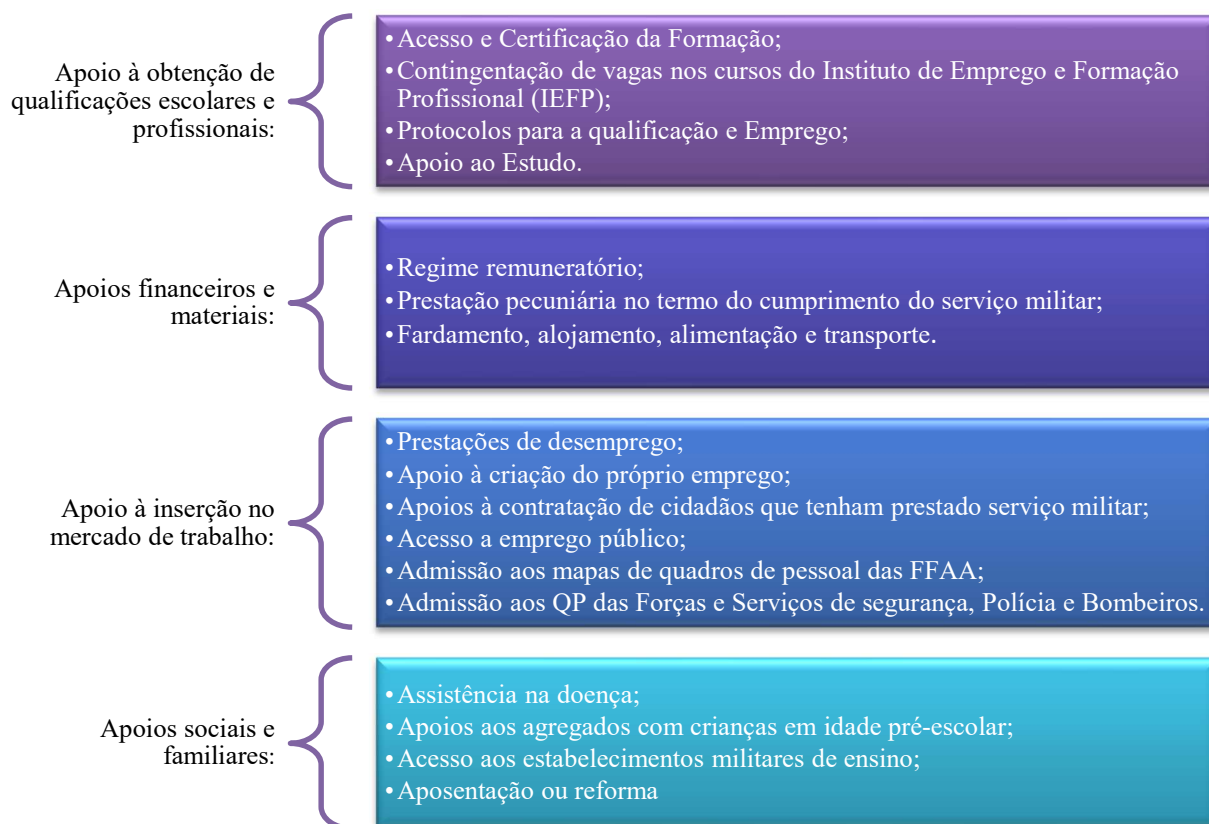 Apoio à obtenção de
qualificações escolares e
profissionais:
•Acesso e Certificação da Formação;
•Contingentação de vagas nos cursos do Instituto de Emprego e Formação
Profissional (IEFP);
•Protocolos para a qualificação e Emprego;
•Apoio ao Estudo.
Apoios financeiros e
materiais:
•Regime remuneratório;
•Prestação pecuniária no termo do cumprimento do serviço militar;
•Fardamento, alojamento, alimentação e transporte.
Apoio à inserção no
mercado de trabalho:
•Prestações de desemprego;
•Apoio à criação do próprio emprego;
•Apoios à contratação de cidadãos que tenham prestado serviço militar;
•Acesso a emprego público;
•Admissão aos mapas de quadros de pessoal das FFAA;
•Admissão aos QP das Forças e Serviços de segurança, Polícia e Bombeiros.
Apoios sociais e
familiares:
•Assistência na doença;
•Apoios aos agregados com crianças em idade pré-escolar;
•Acesso aos estabelecimentos militares de ensino;
•Aposentação ou reforma